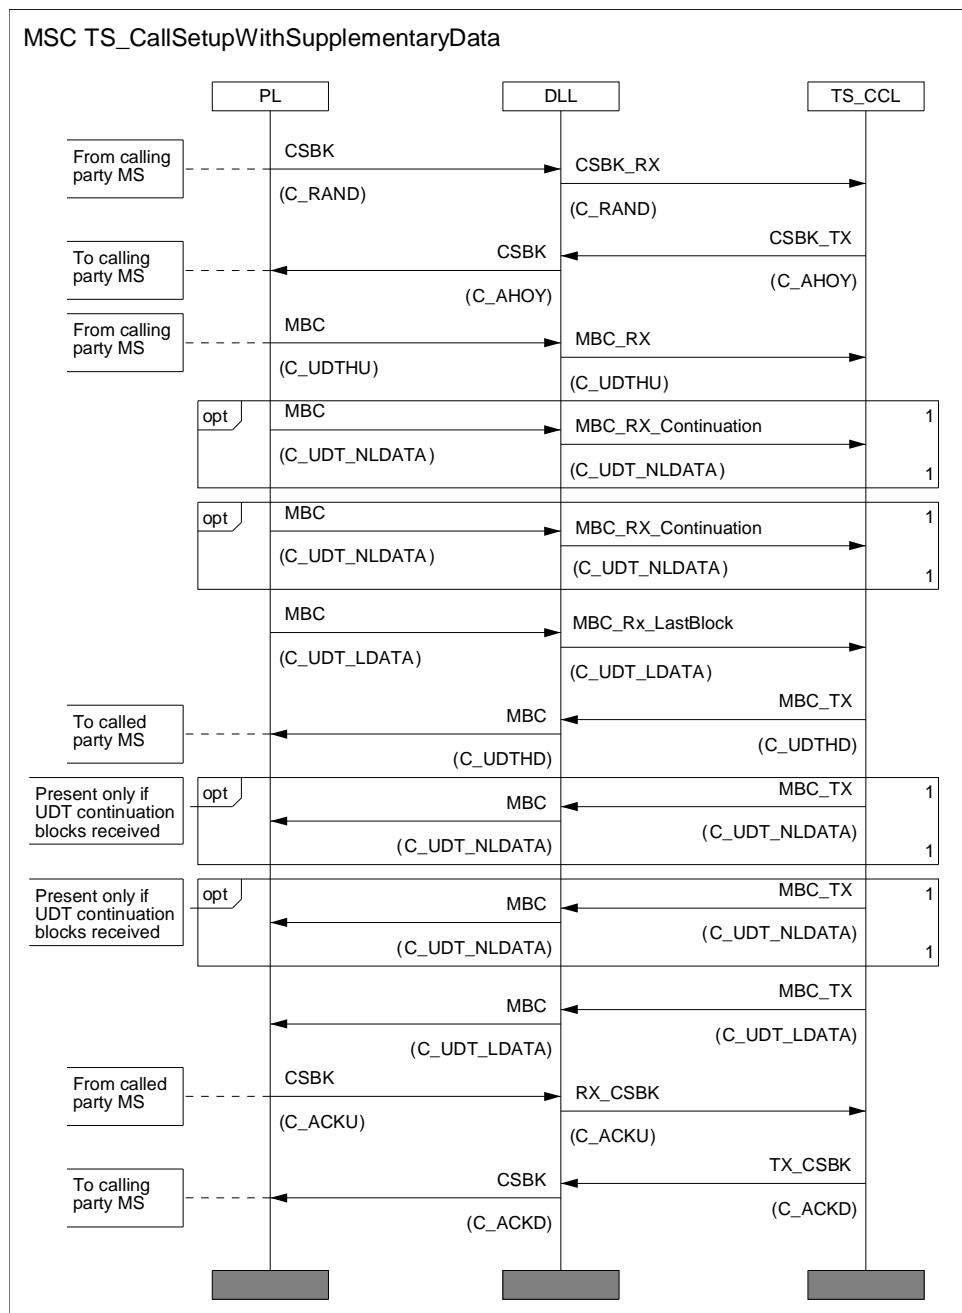 MSC TS_CallSetupWithSupplementaryData
PL
DLL
TS_CCL
From calling
party MS
CSBK
(C_RAND)
CSBK_RX
(C_RAND)
To calling
party MS
CSBK_TX
(C_AHOY)
CSBK
(C_AHOY)
From calling
party MS
MBC
(C_UDTHU)
MBC_RX
(C_UDTHU)
opt
MBC
(C_UDT_NLDATA)
MBC_RX_Continuation
(C_UDT_NLDATA)
1
1
opt
MBC
(C_UDT_NLDATA)
MBC_RX_Continuation
(C_UDT_NLDATA)
1
1
MBC
(C_UDT_LDATA)
MBC_Rx_LastBlock
(C_UDT_LDATA)
To called
party MS
MBC_TX
(C_UDTHD)
MBC
(C_UDTHD)
Present only if
UDT continuation
blocks received
opt
MBC_TX
(C_UDT_NLDATA)
MBC
(C_UDT_NLDATA)
1
1
Present only if
UDT continuation
blocks received
opt
MBC_TX
(C_UDT_NLDATA)
MBC
(C_UDT_NLDATA)
1
1
MBC_TX
(C_UDT_LDATA)
MBC
(C_UDT_LDATA)
From called
party MS
CSBK
(C_ACKU)
RX_CSBK
(C_ACKU)
To calling
party MS
TX_CSBK
(C_ACKD)
CSBK
(C_ACKD)